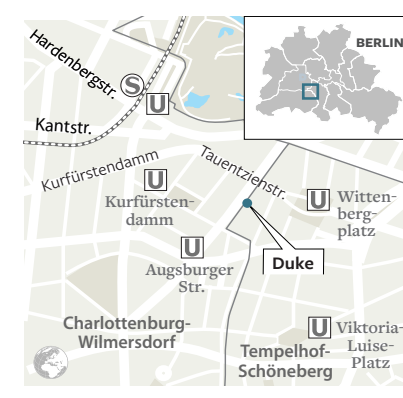 BERLIN
Hardenbergstr.
S
U
Kantstr.
Kurfürstendamm
Tauentzienstr.
U
Kurfürsten-
damm
U
Witten-
berg-
platz
U
Augsburger
Str.
Duke
Charlottenburg-
Wilmersdorf
U
Viktoria-
Luise-
Platz
Tempelhof-
Schöneberg